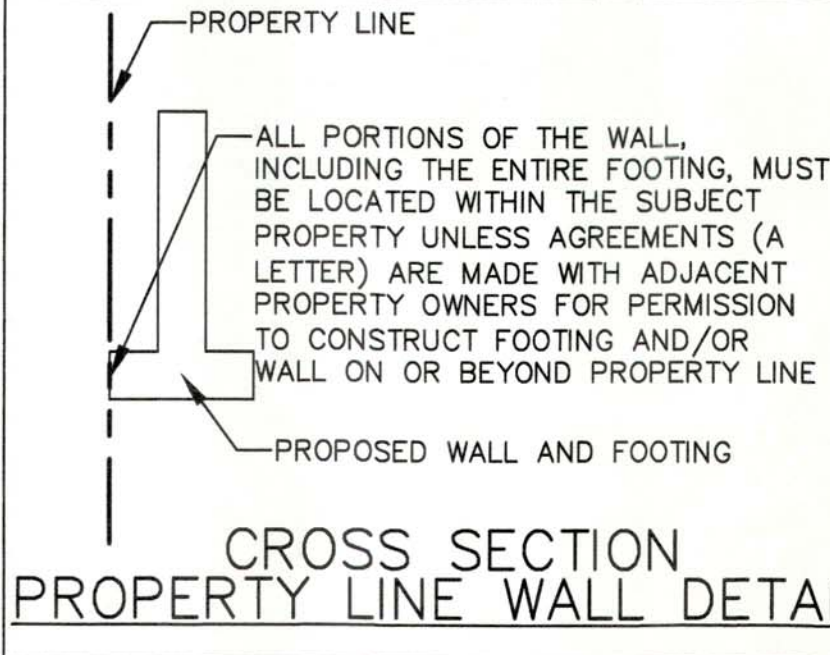 PROPERTY LINE
ALL PORTIONS OF THE WALL,
INCLUDING THE ENTIRE FOOTING, MUST
BE LOCATED WITHIN THE SUBJECT
PROPERTY UNLESS AGREEMENTS (A
LETTER) ARE MADE WITH ADJACENT
PROPERTY OWNERS FOR PERMISSION
TO CONSTRUCT FOOTING AND/OR
WALL ON OR BEYOND PROPERTY LINE
PROPOSED WALL AND FOOTING
CROSS SECTION
PROPERTY LINE WALL DETA